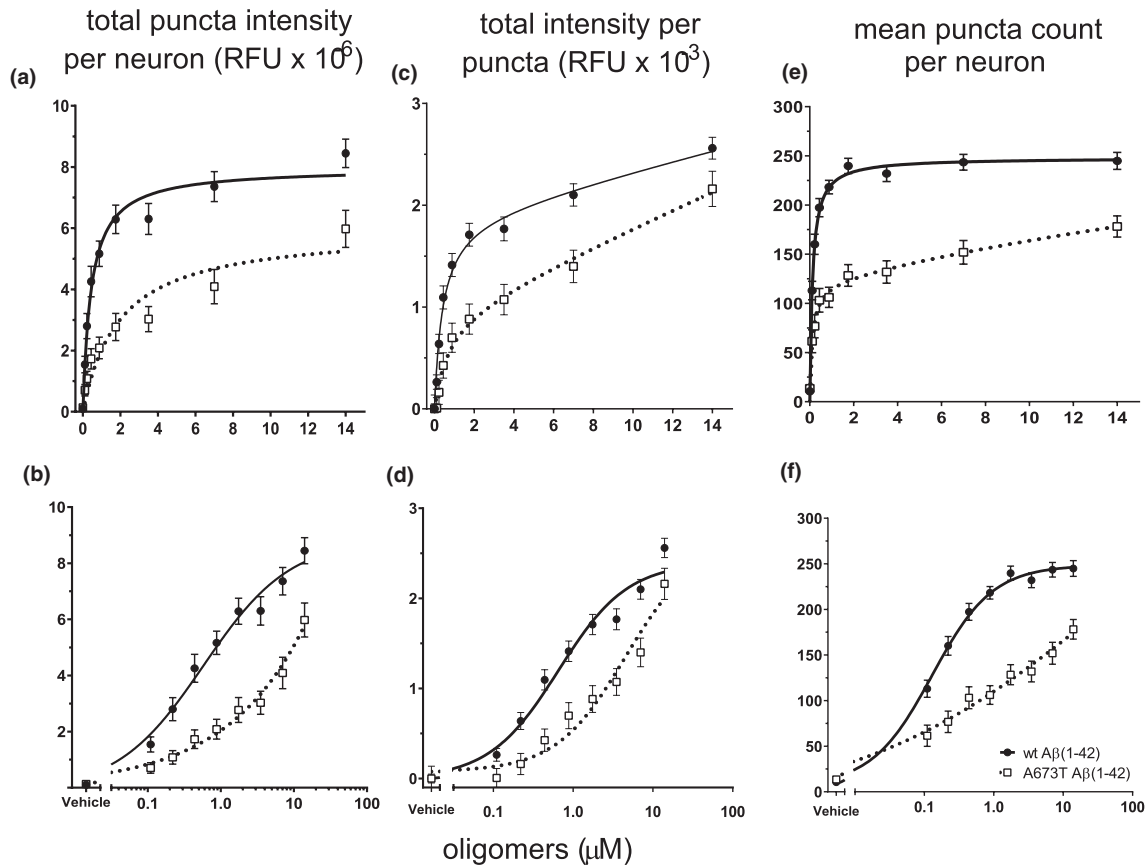 total puncta intensity
per neuron (RFU x 10-6)
total intensity per
puncta (RFU x 10-3)
mean puncta count
per neuron
(a)
10
8
6
4
2
0
0 2 4 6 8 10 12 14
(c)
3
2
1
0
0 2 4 6 8 10 12 14
(e)
300
250
200
150
100
50
0
0 2 4 6 8 10 12 14
(b)
10
8
6
4
2
Vehicle 0.1 1.0 10 100
(d)
3
2
1
0
Vehicle 0.1 1.0 10 100
(f)
300
250
200
150
100
50
0
wt Aβ(1-42)
A673T Aβ(1-42)
Vehicle 0.1 1.0 10 100
oligomers (μM)